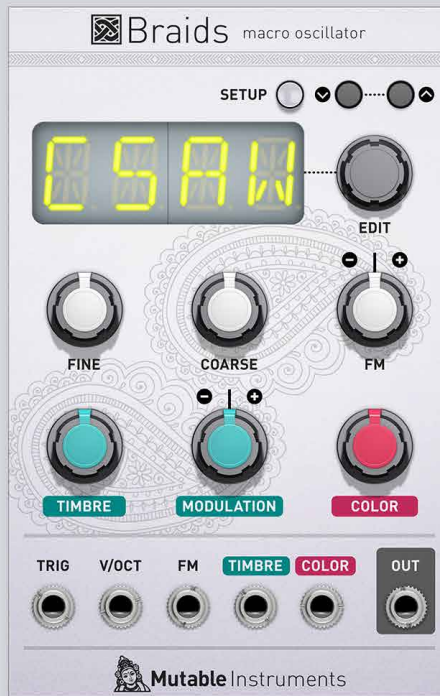 Braids macro oscillator
SETUP
CSAW
EDIT
FINE COARSE FM
TIMBRE MODULATION COLOR
TRIG V/OCT FM TIMBRE COLOR OUT
Mutable Instruments